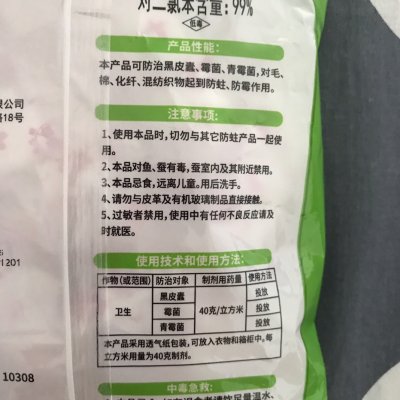 对二氯苯含量：99%
低毒
产品性能：
本产品可防治黑皮蠹、霉菌、青霉菌，对毛、
棉、化纤、混纺织物起到防蛀、防霉作用。
限公司
路18号
注意事项：
1、使用本品时，切勿与其它防蛀产品一起使
用。
2、本品对鱼、蚕有毒，蚕室内及其附近禁用。
3、本品忌食，远离儿童。用后洗手。
4、请勿与皮革及有机玻璃制品直接接触。
5、过敏者禁用，使用中有任何不良反应请及
时就医。
使用技术和使用方法：
作物（或范围） 防治对象 制剂用药量 使用方法
卫生 黑皮蠹 40克/立方米 投放
霉菌 投放
青霉菌 投放
本产品采用透气纸包装，可放入衣物和箱柜中。每
立方米用量为40克制剂。
1201
10308
中毒急救：